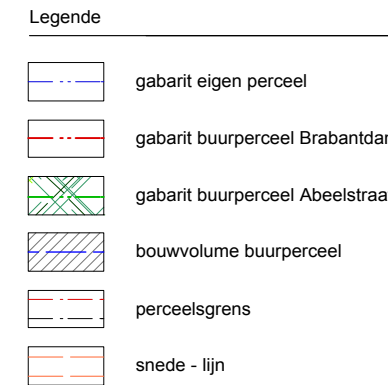 Legende
gabarit eigen perceel
gabarit buurperceel Brabantda
gabarit buurperceel Abeelstraa
bouwvolume buurperceel
perceelsgrens
snede - lijn